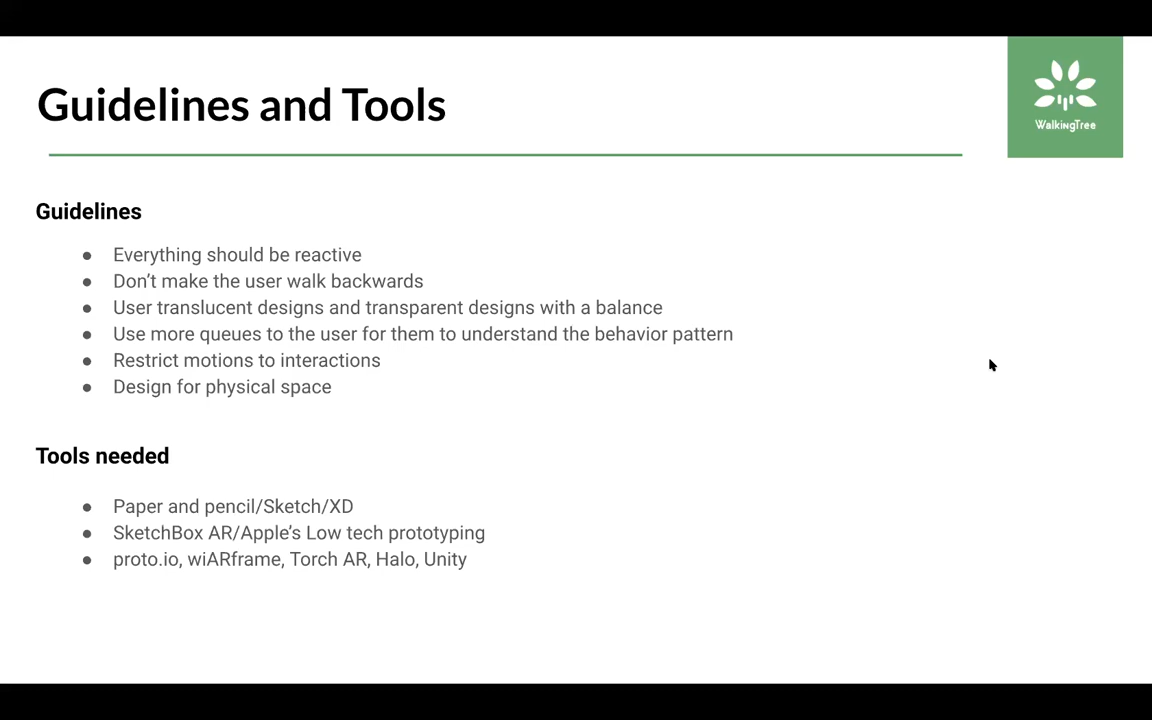 Guidelines and Tools
WalkingTree
Guidelines
● Everything should be reactive
● Don’t make the user walk backwards
● User translucent designs and transparent designs with a balance
● Use more queues to the user for them to understand the behavior pattern
● Restrict motions to interactions
● Design for physical space
Tools needed
● Paper and pencil/Sketch/XD
● SketchBox AR/Apple’s Low tech prototyping
● proto.io, wiARframe, Torch AR, Halo, Unity